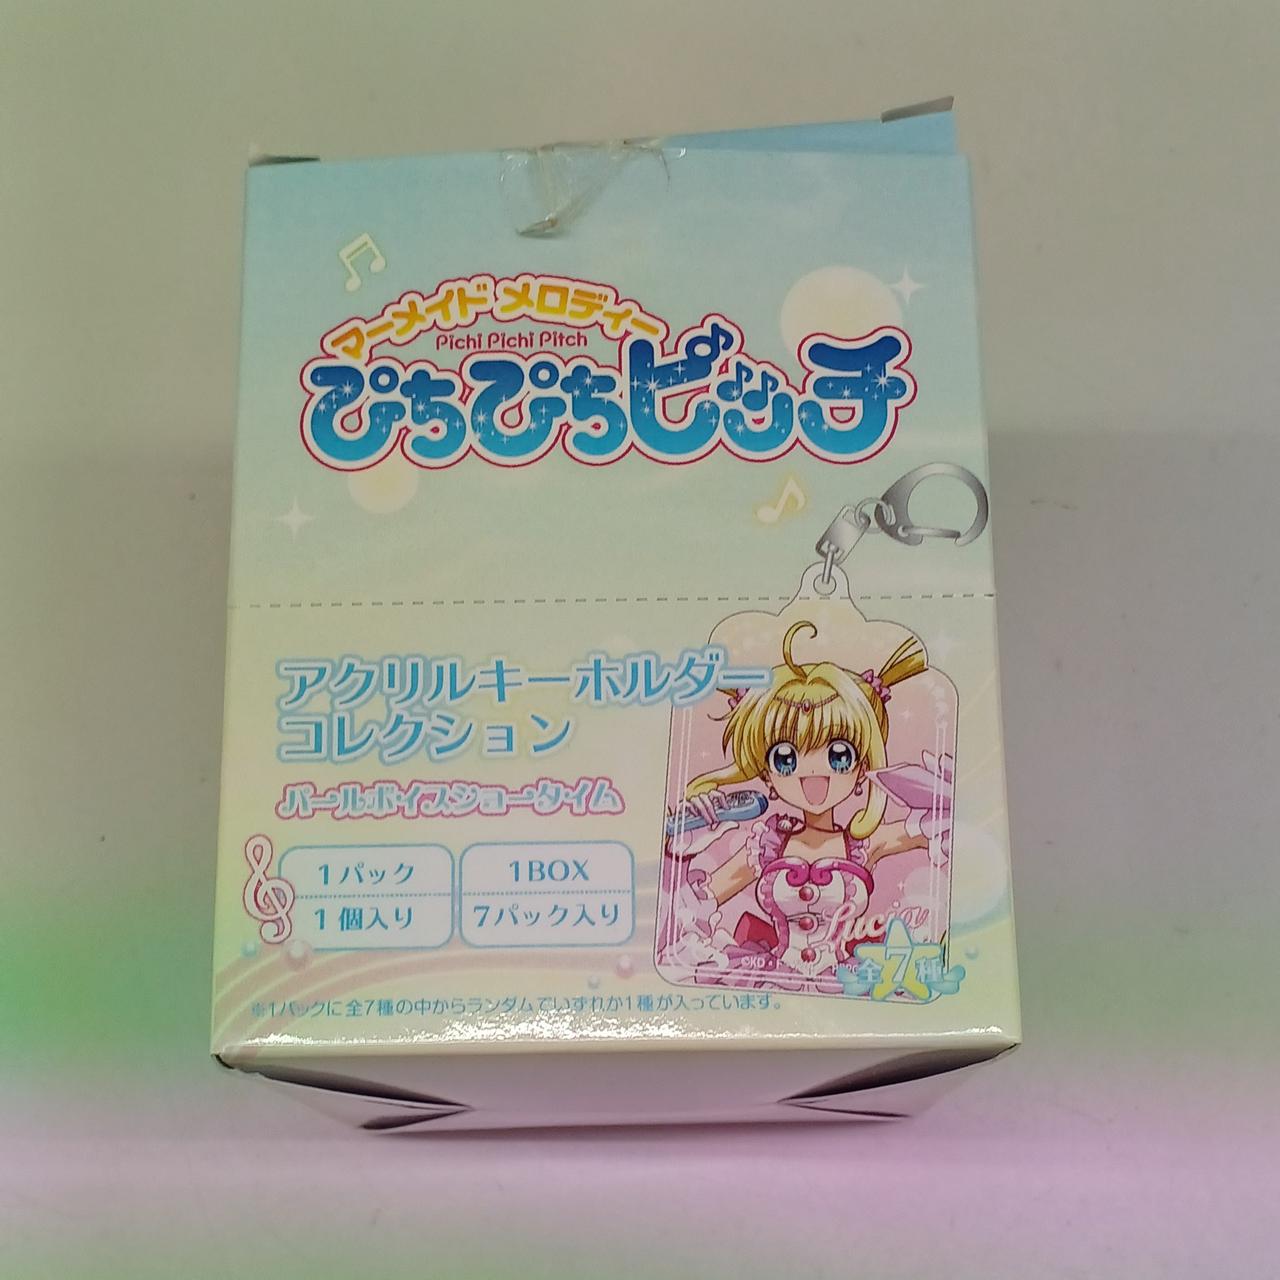 マーメイド メロディー
Pichi Pichi Pitch
ぴちぴちピッチ
アクリルキーホルダー
コレクション
パールボイスショータイム
1パック
1個入り
1BOX
7パック入り
Lucia
©KD
全7種
※1パックに全7種の中からランダムでいずれか1種が入っています。